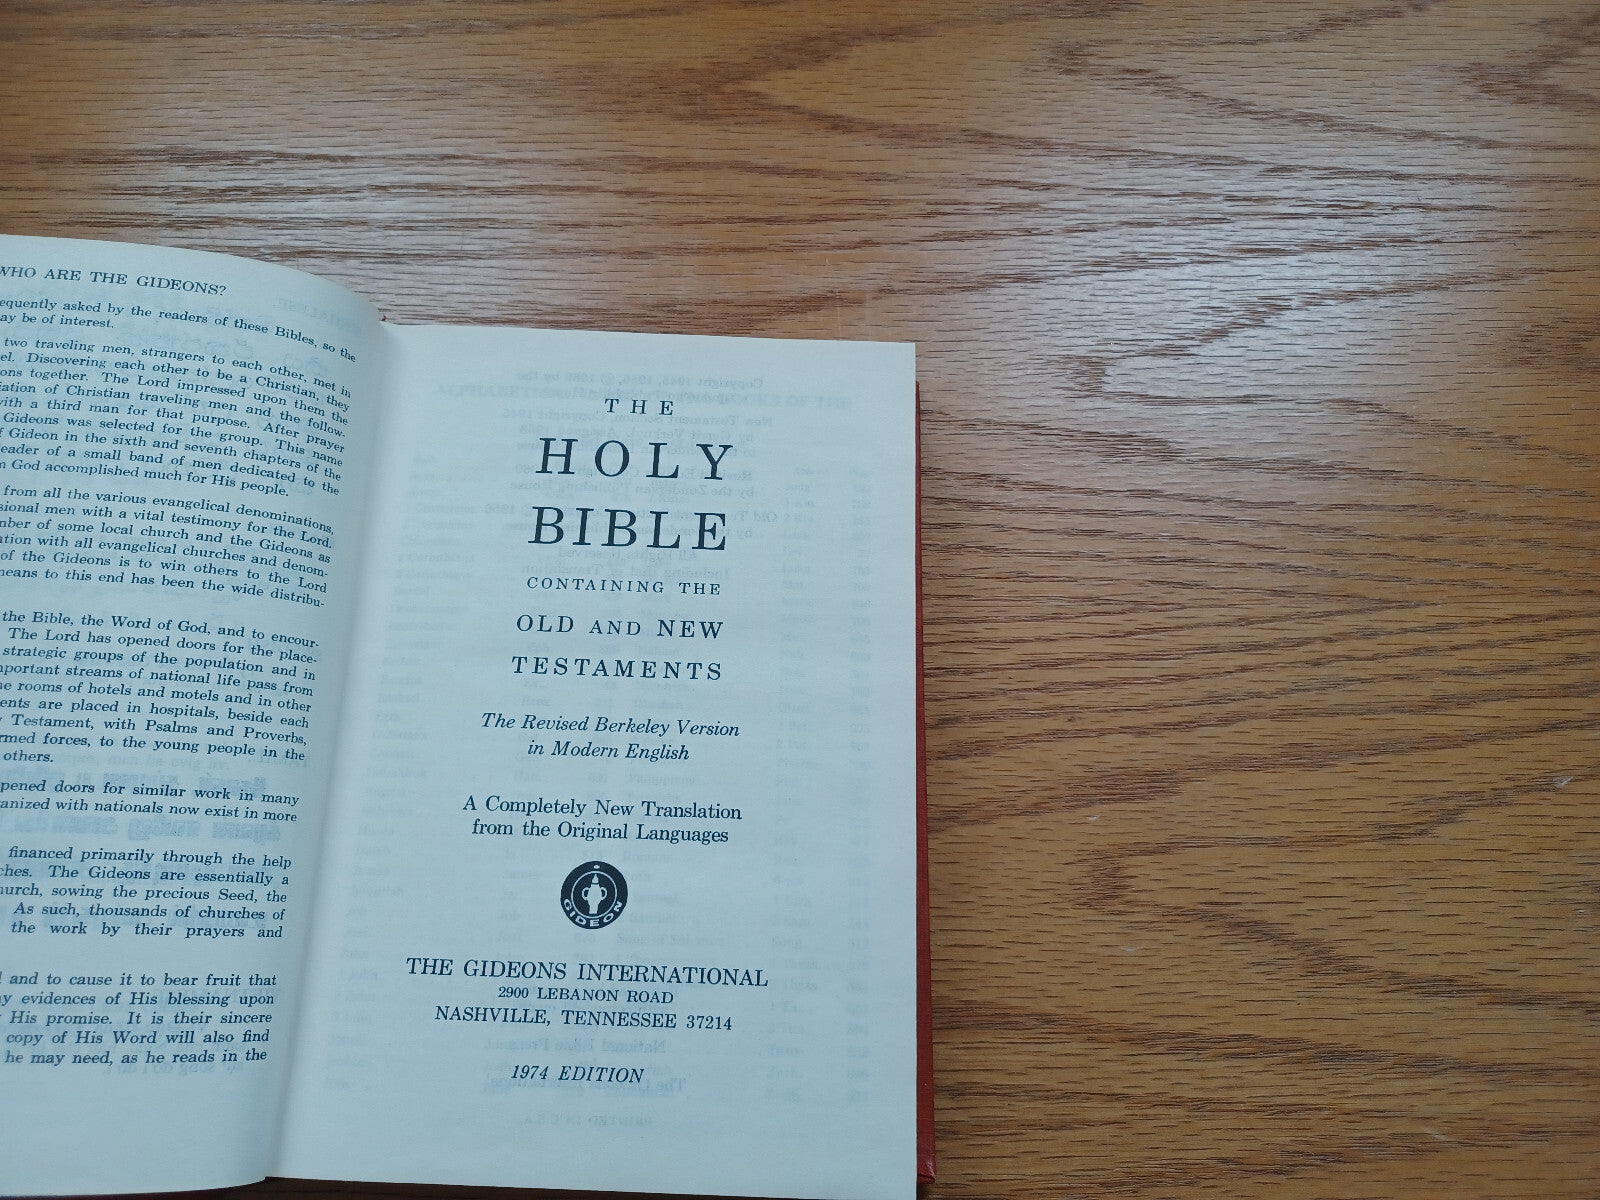 WHO ARE THE GIDEONS?
equently asked by the readers of these Bibles, so the
ay be of interest.
two traveling men, strangers to each other, met in
el. Discovering each other to be a Christian, they
ons together. The Lord impressed upon them the
iation of Christian traveling men and the follow-
with a third man for that purpose. After prayer
Gideons was selected for the group. This name
f Gideon in the sixth and seventh chapters of the
eader of a small band of men dedicated to the
m God accomplished much for His people.
from all the various evangelical denominations,
sional men with a vital testimony for the Lord.
mber of some local church and the Gideons as
ation with all evangelical churches and denom-
of the Gideons is to win others to the Lord
means to this end has been the wide distribu-
the Bible, the Word of God, and to encour-
The Lord has opened doors for the place-
strategic groups of the population and in
mportant streams of national life pass from
he rooms of hotels and motels and in other
ents are placed in hospitals, beside each
y Testament, with Psalms and Proverbs,
rmed forces, to the young people in the
others.
pened doors for similar work in many
anized with nationals now exist in more
financed primarily through the help
ches. The Gideons are essentially a
hurch, sowing the precious Seed, the
As such, thousands of churches of
the work by their prayers and
d and to cause it to bear fruit that
ny evidences of His blessing upon
His promise. It is their sincere
copy of His Word will also find
he may need, as he reads in the
THE
HOLY
BIBLE
CONTAINING THE
OLD AND NEW
TESTAMENTS
The Revised Berkeley Version
in Modern English
A Completely New Translation
from the Original Languages
GIDEON
THE GIDEONS INTERNATIONAL
2900 LEBANON ROAD
NASHVILLE, TENNESSEE 37214
1974 EDITION